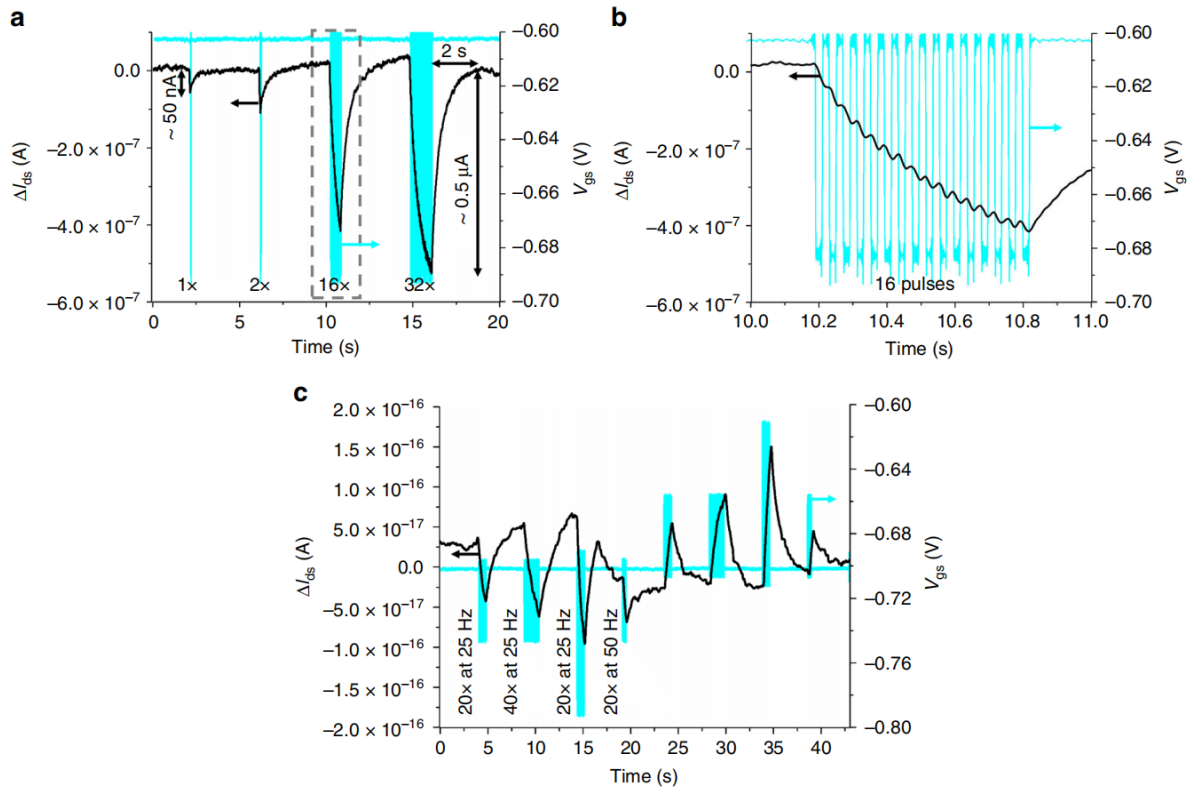 a
ΔIds (A)
0.0
−2.0 × 10−7
−4.0 × 10−7
−6.0 × 10−7
~ 50 nA
2 s
~ 0.5 μA
1×
2×
16×
32×
0
5
10
15
20
Time (s)
−0.60
−0.62
−0.64
−0.66
−0.68
−0.70
Vgs (V)
b
ΔIds (A)
0.0
−2.0 × 10−7
−4.0 × 10−7
−6.0 × 10−7
16 pulses
10.0
10.2
10.4
10.6
10.8
11.0
Time (s)
−0.60
−0.62
−0.64
−0.66
−0.68
−0.70
Vgs (V)
c
ΔIds (A)
2.0 × 10−16
1.5 × 10−16
1.0 × 10−16
5.0 × 10−17
0.0
−5.0 × 10−17
−1.0 × 10−16
−1.5 × 10−16
−2.0 × 10−16
20× at 25 Hz
40× at 25 Hz
20× at 25 Hz
20× at 50 Hz
0
5
10
15
20
25
30
35
40
Time (s)
−0.60
−0.64
−0.68
−0.72
−0.76
−0.80
Vgs (V)